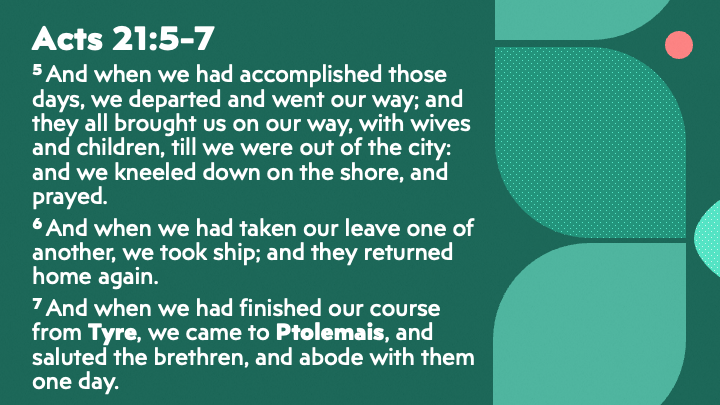 Acts 21:5-7
5 And when we had accomplished those
days, we departed and went our way; and
they all brought us on our way, with wives
and children, till we were out of the city:
and we kneeled down on the shore, and
prayed.
6 And when we had taken our leave one of
another, we took ship; and they returned
home again.
7 And when we had finished our course
from Tyre, we came to Ptolemais, and
saluted the brethren, and abode with them
one day.